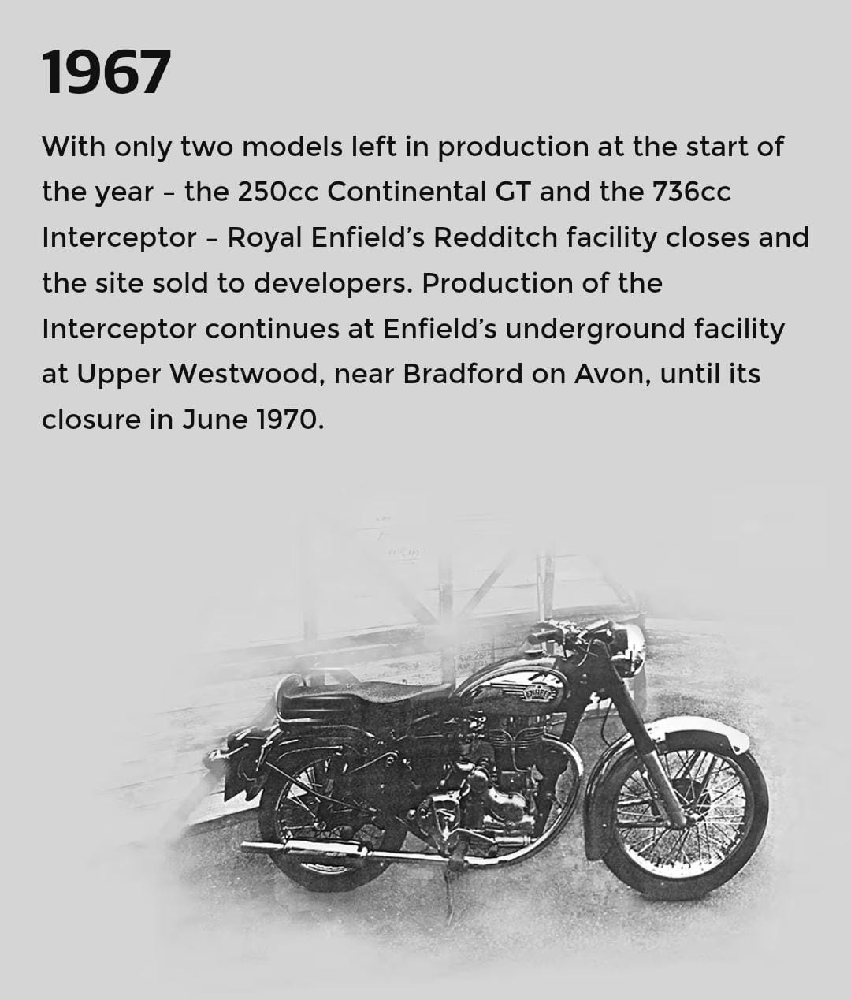 1967
With only two models left in production at the start of
the year – the 250cc Continental GT and the 736cc
Interceptor – Royal Enfield’s Redditch facility closes and
the site sold to developers. Production of the
Interceptor continues at Enfield’s underground facility
at Upper Westwood, near Bradford on Avon, until its
closure in June 1970.